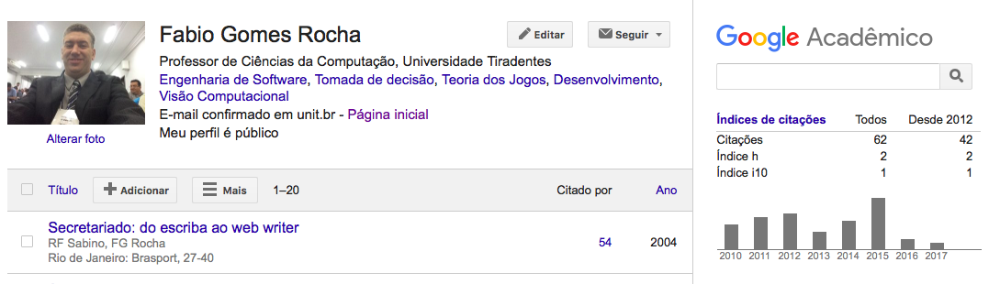 Fabio Gomes Rocha
Editar
Seguir
Professor de Ciências da Computação, Universidade Tiradentes
Engenharia de Software, Tomada de decisão, Teoria dos Jogos, Desenvolvimento,
Visão Computacional
E-mail confirmado em unit.br - Página inicial
Meu perfil é público
Alterar foto
Título
Adicionar
Mais
1–20
Citado por
Ano
Secretariado: do escriba ao web writer
54
2004
RF Sabino, FG Rocha
Rio de Janeiro: Brasport, 27-40
Google Acadêmico
Índices de citações Todos Desde 2012
Citações 62 42
Índice h 2 2
Índice i10 1 1
2010 2011 2012 2013 2014 2015 2016 2017